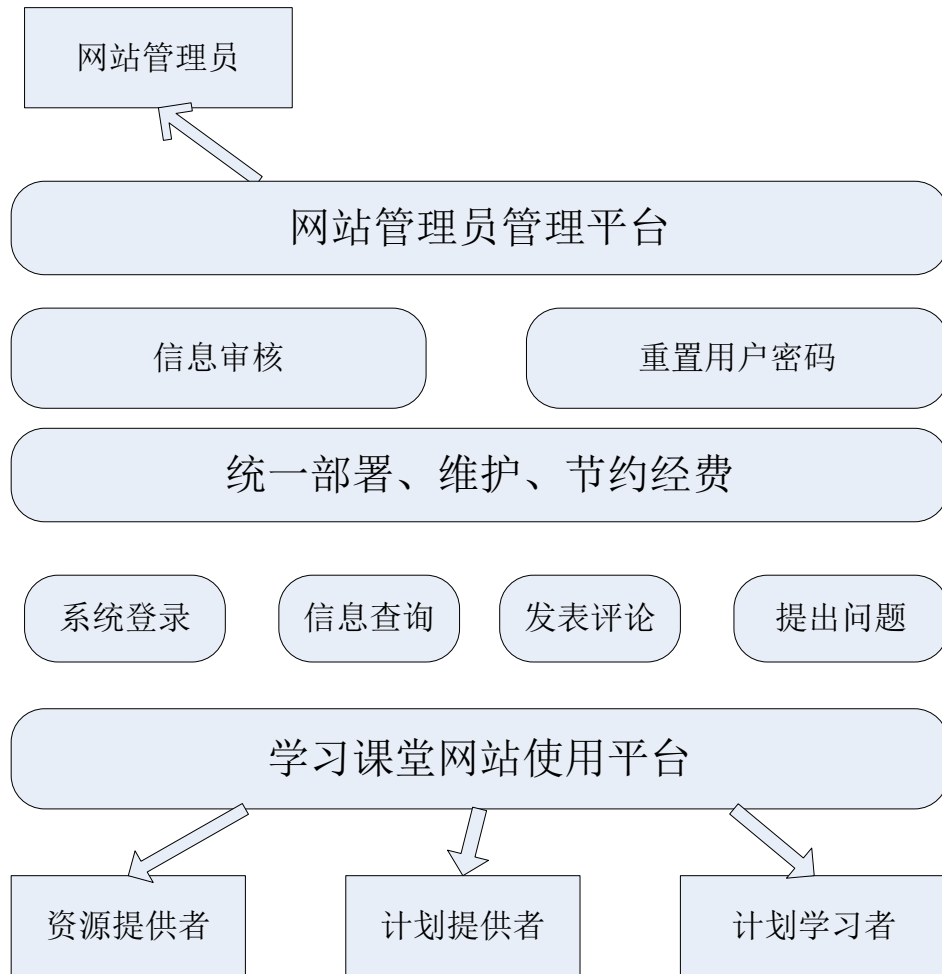 网站管理员
网站管理员管理平台
信息审核
重置用户密码
统一部署、维护、节约经费
系统登录
信息查询
发表评论
提出问题
学习课堂网站使用平台
资源提供者
计划提供者
计划学习者